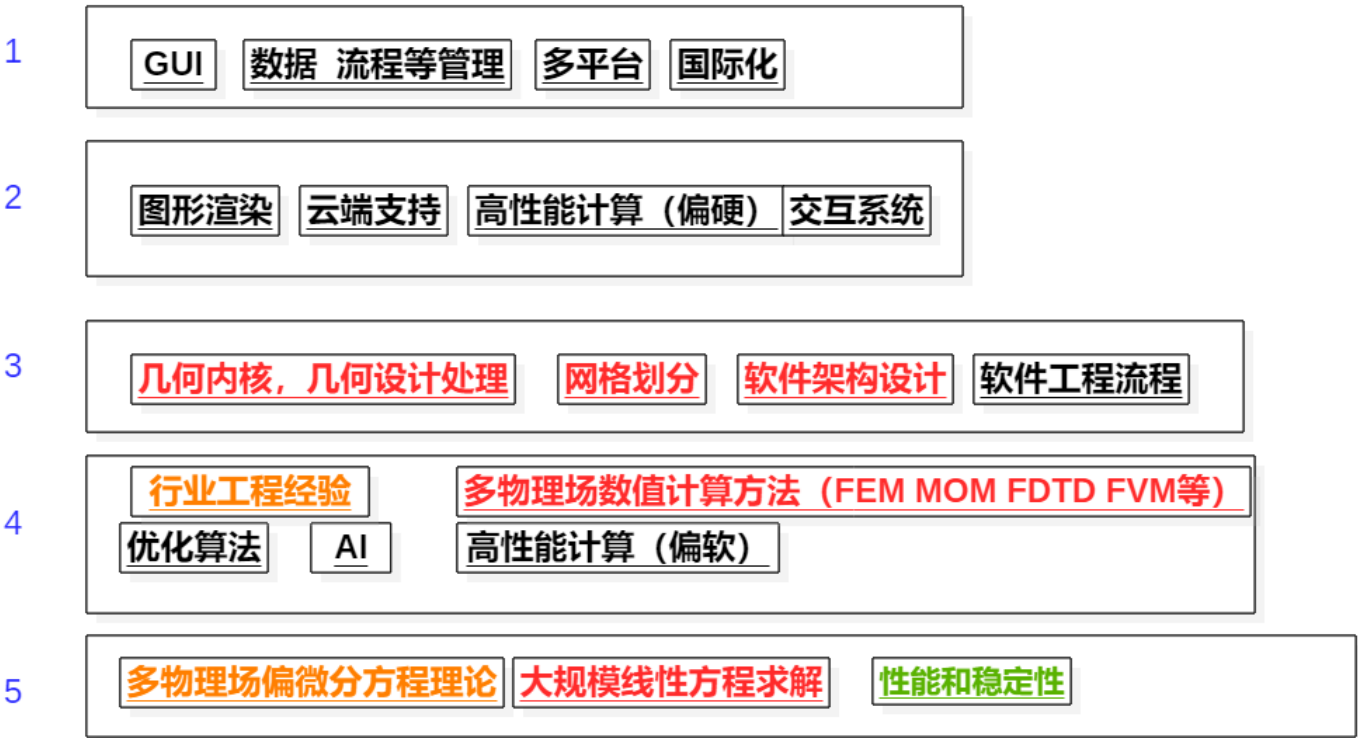 1 GUI 数据 流程等管理 多平台 国际化
2 图形渲染 云端支持 高性能计算（偏硬） 交互系统
3 几何内核，几何设计处理 网格划分 软件架构设计 软件工程流程
行业工程经验 多物理场数值计算方法（FEM MOM FDTD FVM等）
4
优化算法 AI 高性能计算（偏软）
5 多物理场偏微分方程理论 大规模线性方程求解 性能和稳定性